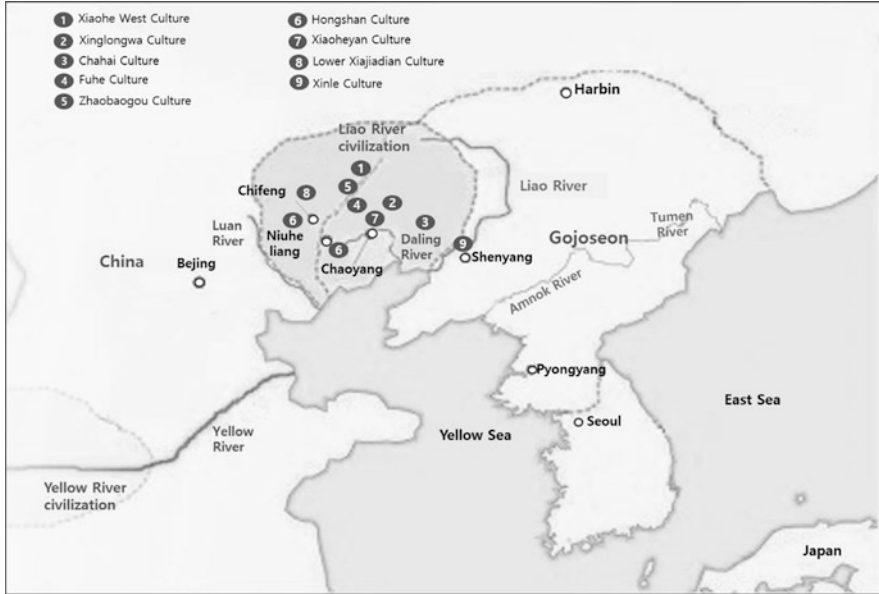 1 Xiaohe West Culture
2 Xinglongwa Culture
3 Chahai Culture
4 Fuhe Culture
5 Zhaobaogou Culture
6 Hongshan Culture
7 Xiaoheyan Culture
8 Lower Xiajiadian Culture
9 Xinle Culture
Harbin
Liao River
civilization
1
5
Liao River
Chifeng
8
4
2
6
7
3
Luan
River
Niuhe
liang
6
Daling
River
9
Shenyang
Chaoyang
Gojoseon
Tumen
River
Amnok River
China
Bejing
Pyongyang
East Sea
Seoul
Yellow Sea
Yellow
River
Yellow River
civilization
Japan